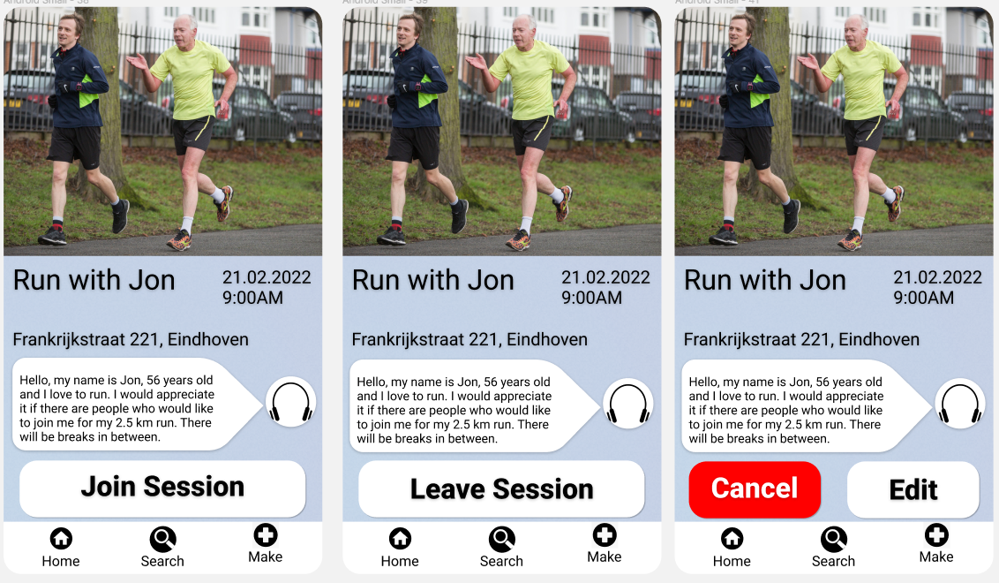 Android Small - 38
Android Small - 39
Android Small - 41
Run with Jon
21.02.2022
9:00AM
Frankrijkstraat 221, Eindhoven
Hello, my name is Jon, 56 years old
and I love to run. I would appreciate
it if there are people who would like
to join me for my 2.5 km run. There
will be breaks in between.
Join Session
Home
Search
Make
Run with Jon
21.02.2022
9:00AM
Frankrijkstraat 221, Eindhoven
Hello, my name is Jon, 56 years old
and I love to run. I would appreciate
it if there are people who would like
to join me for my 2.5 km run. There
will be breaks in between.
Leave Session
Home
Search
Make
Run with Jon
21.02.2022
9:00AM
Frankrijkstraat 221, Eindhoven
Hello, my name is Jon, 56 years old
and I love to run. I would appreciate
it if there are people who would like
to join me for my 2.5 km run. There
will be breaks in between.
Cancel
Edit
Home
Search
Make